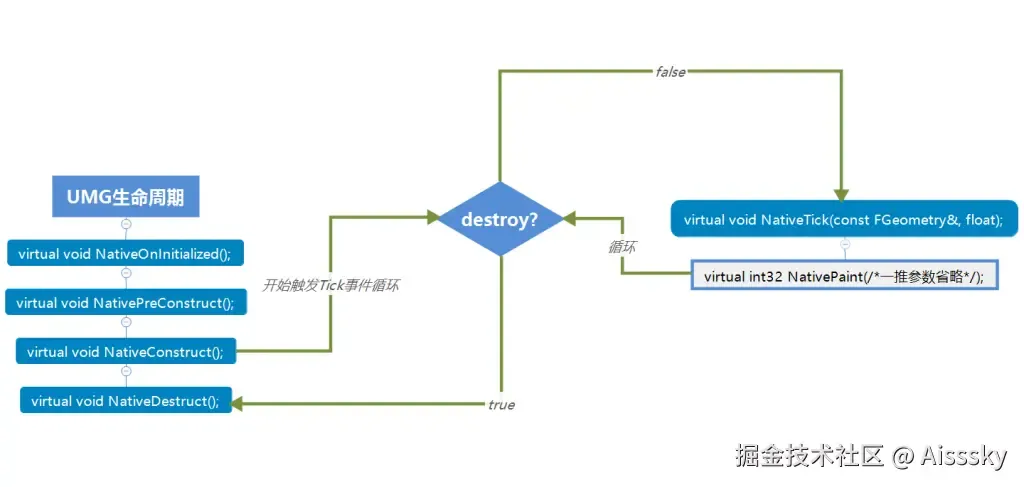 false
UMG生命周期
destroy?
virtual void NativeTick(const FGeometry&, float);
virtual void NativeOnInitialized();
循环
virtual int32 NativePaint(/*一推参数省略*/);
开始触发Tick事件循环
virtual void NativePreConstruct();
virtual void NativeConstruct();
virtual void NativeDestruct();
true
掘金技术社区 @ Aisssky